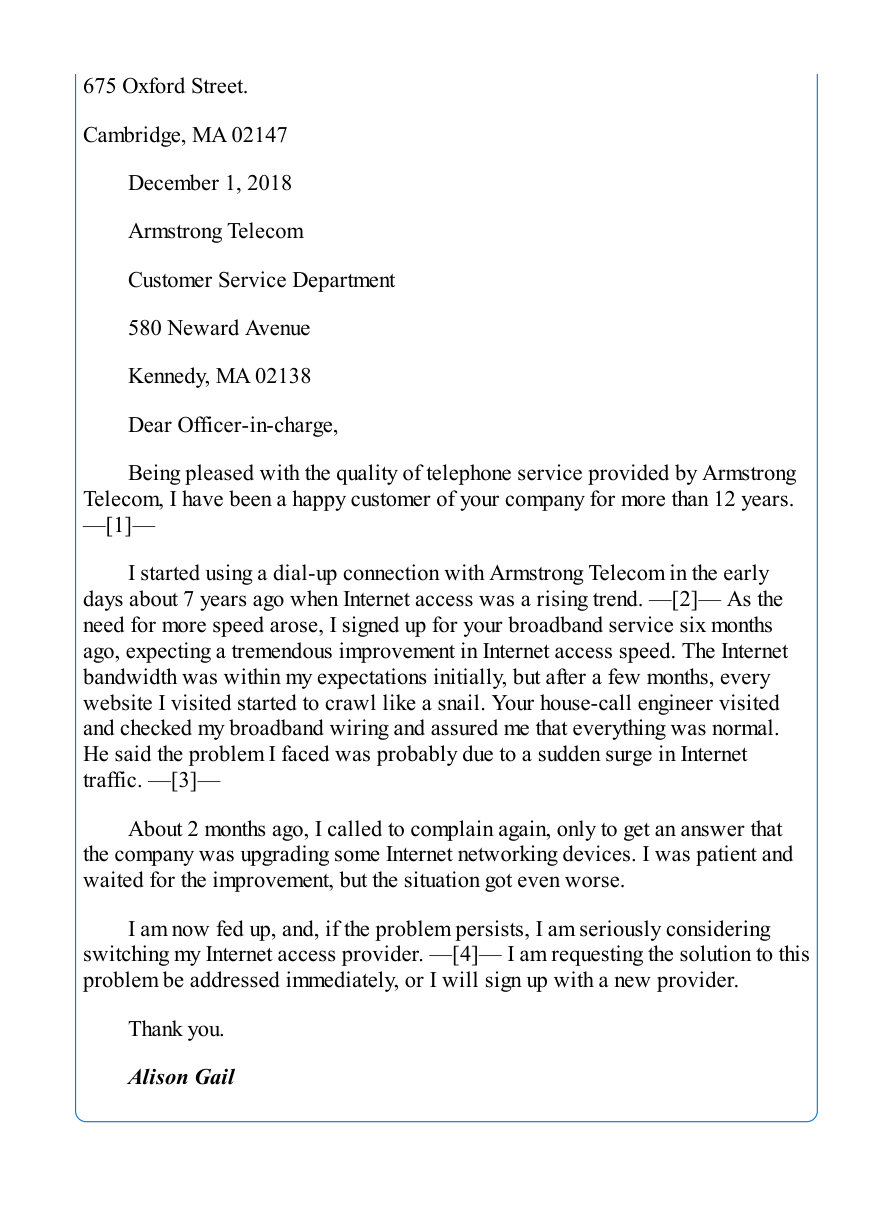 675 Oxford Street.
Cambridge, MA 02147
December 1, 2018
Armstrong Telecom
Customer Service Department
580 Neward Avenue
Kennedy, MA 02138
Dear Officer-in-charge,
Being pleased with the quality of telephone service provided by Armstrong
Telecom, I have been a happy customer of your company for more than 12 years.
—[1]—
I started using a dial-up connection with Armstrong Telecom in the early
days about 7 years ago when Internet access was a rising trend. —[2]— As the
need for more speed arose, I signed up for your broadband service six months
ago, expecting a tremendous improvement in Internet access speed. The Internet
bandwidth was within my expectations initially, but after a few months, every
website I visited started to crawl like a snail. Your house-call engineer visited
and checked my broadband wiring and assured me that everything was normal.
He said the problem I faced was probably due to a sudden surge in Internet
traffic. —[3]—
About 2 months ago, I called to complain again, only to get an answer that
the company was upgrading some Internet networking devices. I was patient and
waited for the improvement, but the situation got even worse.
I am now fed up, and, if the problem persists, I am seriously considering
switching my Internet access provider. —[4]— I am requesting the solution to this
problem be addressed immediately, or I will sign up with a new provider.
Thank you.
Alison Gail